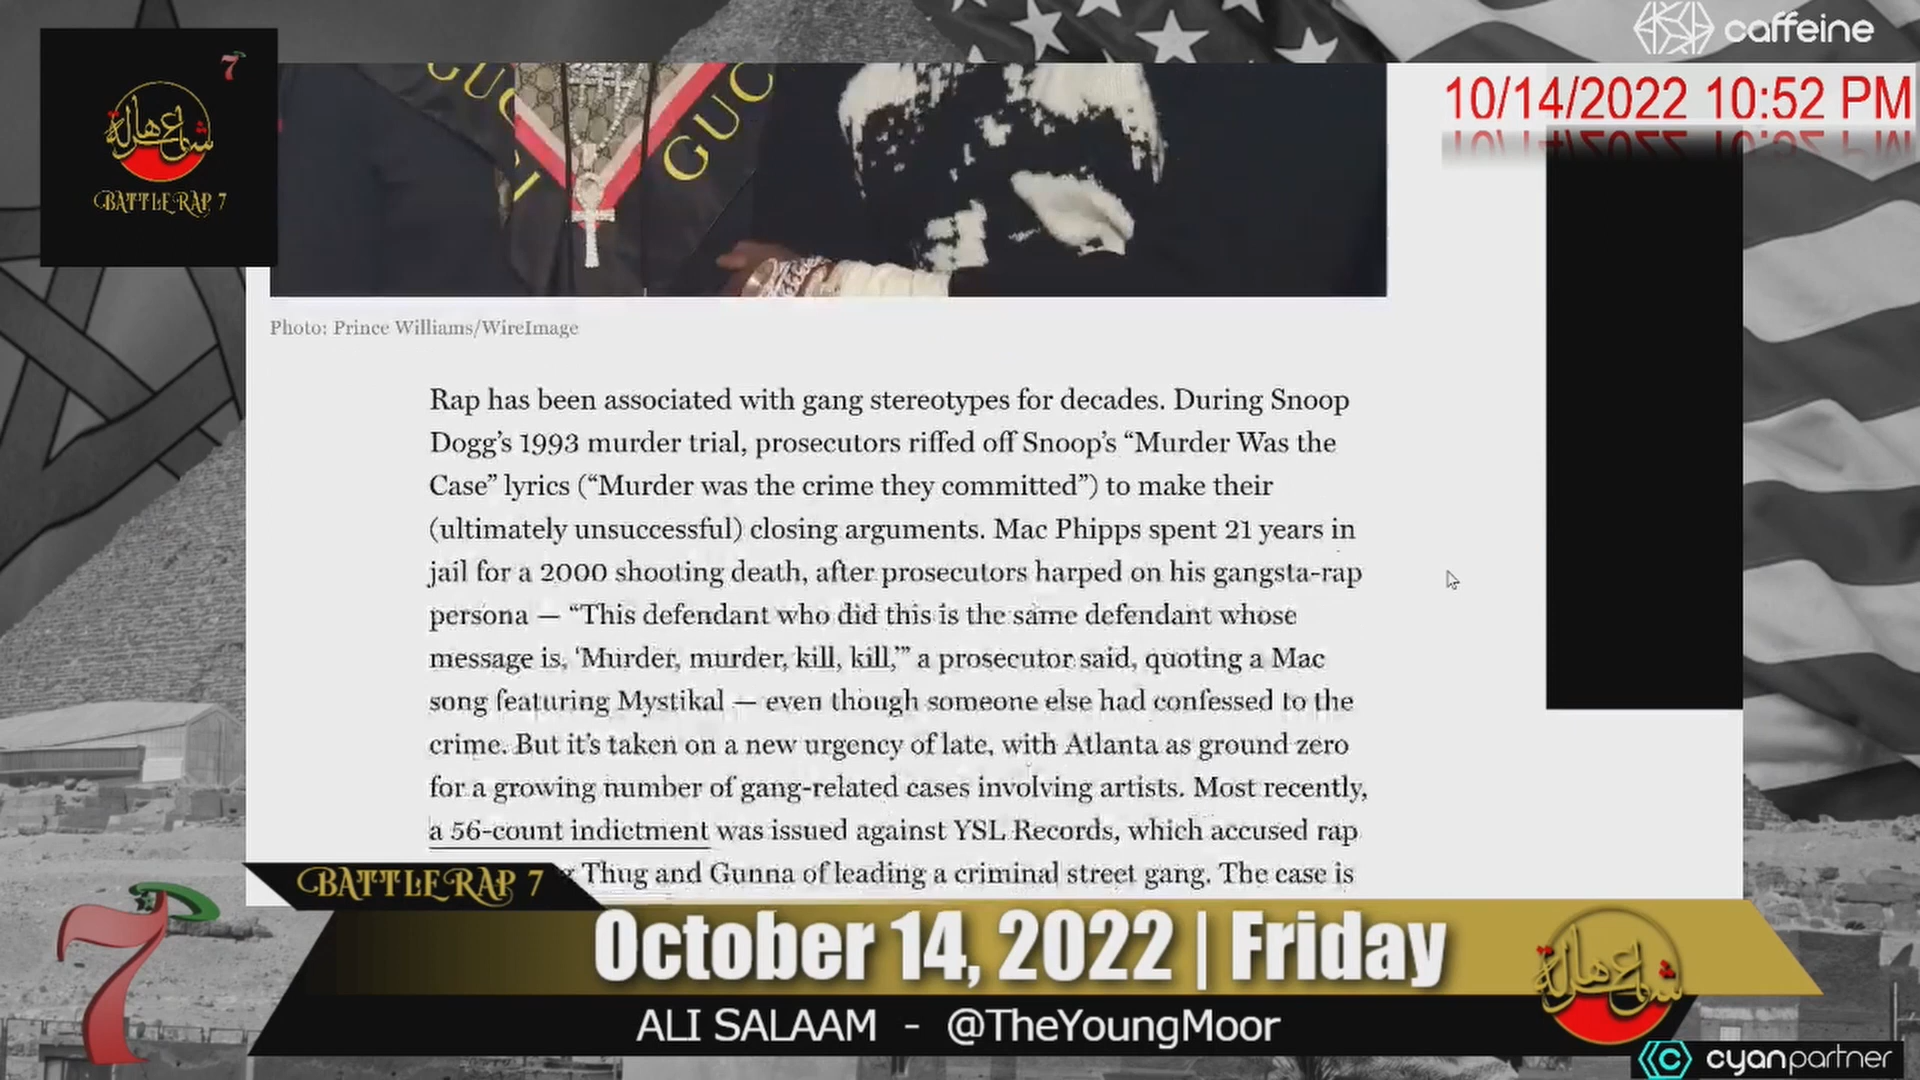 caffeine
10/14/2022 10:52 PM
7
BATTLE RAP 7
GUCC
GUC
Photo: Prince Williams/WireImage
Rap has been associated with gang stereotypes for decades. During Snoop
Dogg’s 1993 murder trial, prosecutors riffed off Snoop’s “Murder Was the
Case” lyrics (“Murder was the crime they committed”) to make their
(ultimately unsuccessful) closing arguments. Mac Phipps spent 21 years in
jail for a 2000 shooting death, after prosecutors harped on his gangsta-rap
persona — “This defendant who did this is the same defendant whose
message is, ‘Murder, murder, kill, kill,’” a prosecutor said, quoting a Mac
song featuring Mystikal — even though someone else had confessed to the
crime. But it’s taken on a new urgency of late, with Atlanta as ground zero
for a growing number of gang-related cases involving artists. Most recently,
a 56-count indictment was issued against YSL Records, which accused rap
Thug and Gunna of leading a criminal street gang. The case is
BATTLE RAP 7
October 14, 2022 | Friday
7
ALI SALAAM - @TheYoungMoor
cyanpartner